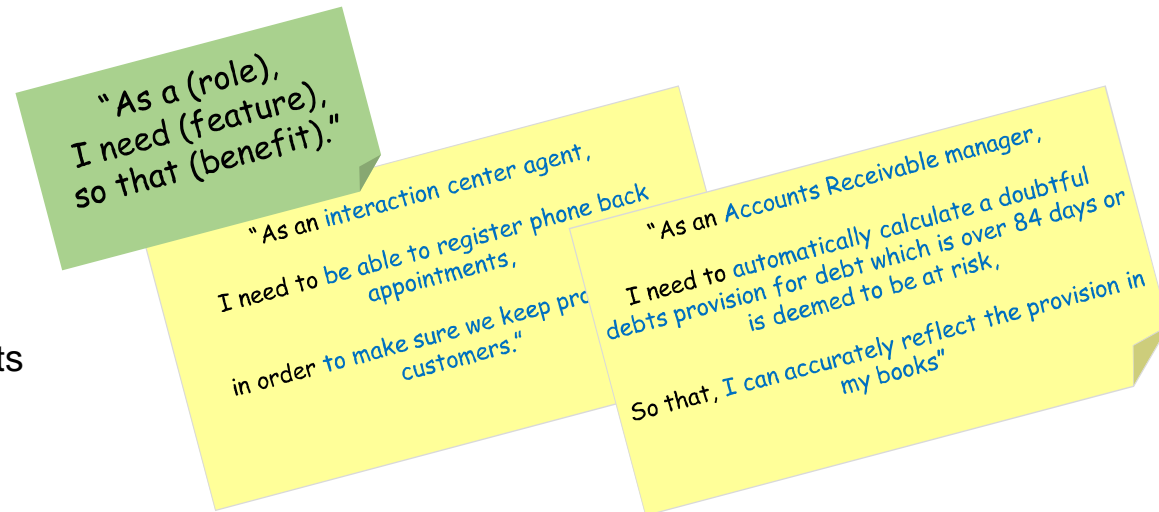 “As a (role),
I need (feature),
so that (benefit).”
“As an interaction center agent,
I need to be able to register phone back
appointments,
in order to make sure we keep
customers.“
“As an Accounts Receivable manager,
I need to automatically calculate a doubtful
debts provision for debt which is over 84 days or
is deemed to be at risk,
So that, I can accurately reflect the provision in
my books”
ts